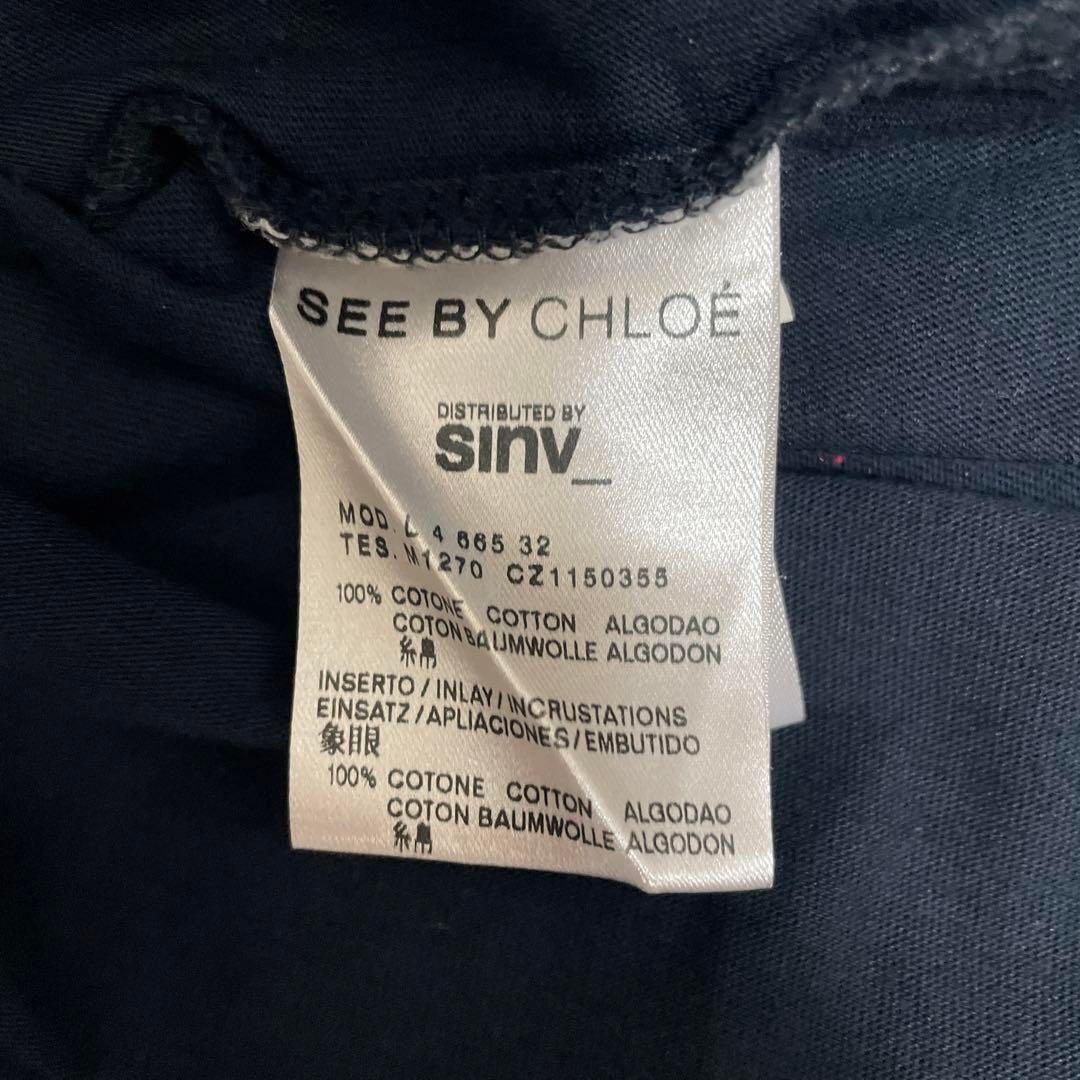 SEE BY CHLOÉ
DISTRIBUTED BY
sinv_
MOD. 4 665 32
TES. M1270 CZ1150355
100% COTONE COTTON ALGODAO
COTON BAUMWOLLE ALGODON
INSERTO / INLAY / INCRUSTATIONS
EINSATZ / APLIACIONES / EMBUTIDO
象眼
100% COTONE COTTON ALGODAO
COTON BAUMWOLLE ALGODON